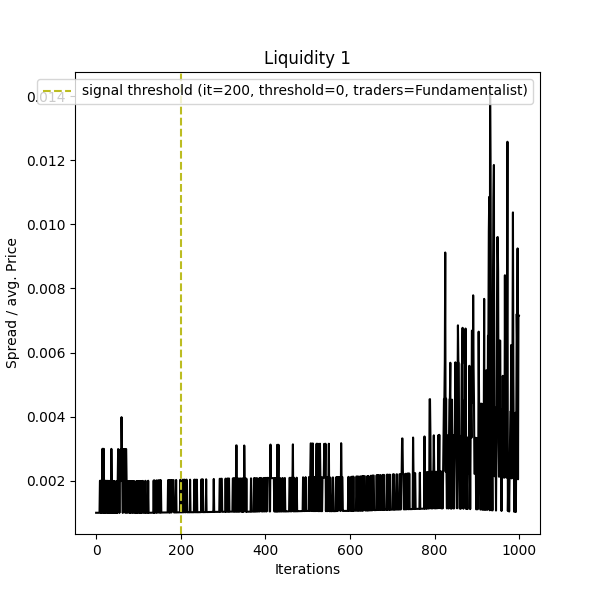 Liquidity 1
signal threshold (it=200, threshold=0, traders=Fundamentalist)
0.014
0.012
0.010
0.008
0.006
0.004
0.002
Spread / avg. Price
0 200 400 600 800 1000
Iterations